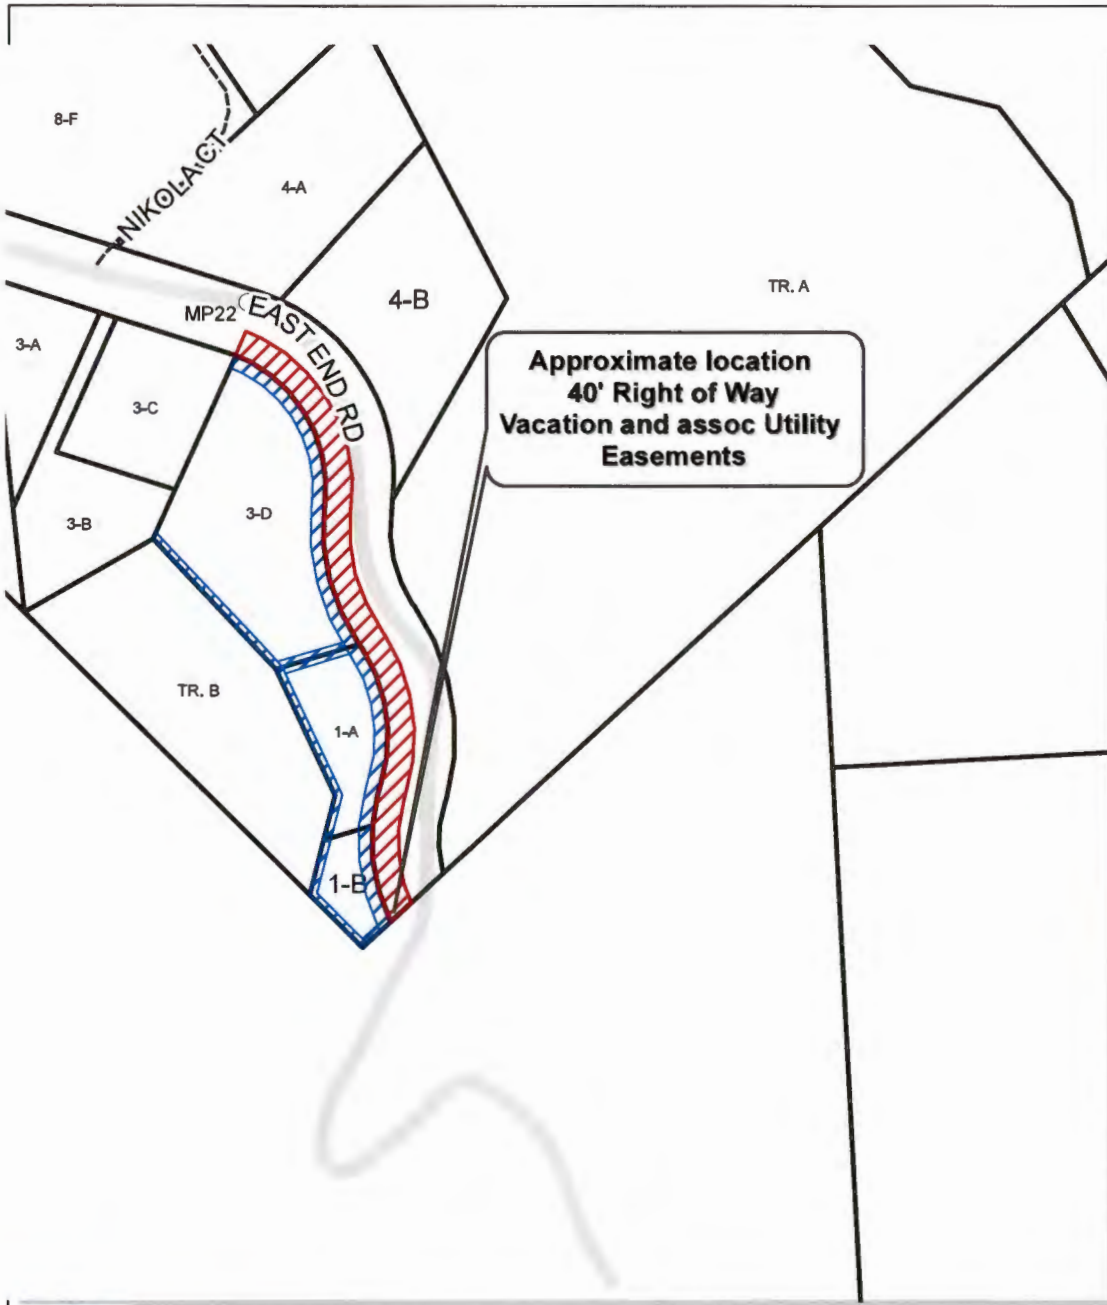 8-F
NIKOLA CT
4-A
TR. A
4-B
MP22
EAST END RD
3-A
3-C
Approximate location
40' Right of Way
Vacation and assoc Utility
Easements
3-B
3-D
TR. B
1-A
1-B